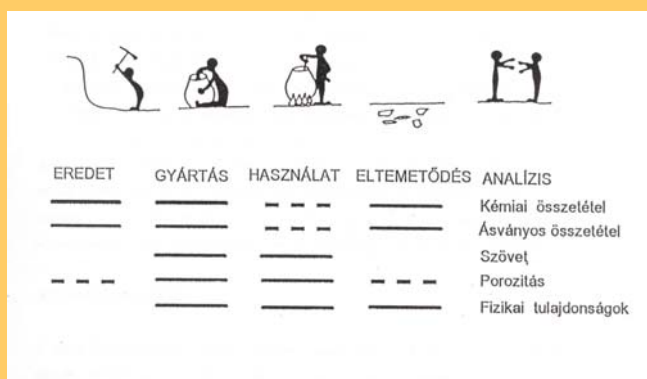 EREDET GYÁRTÁS HASZNÁLAT ELTEMETŐDÉS ANALÍZIS
Kémiai összetétel
Ásványos összetétel
Szövet
Porozitás
Fizikai tulajdonságok